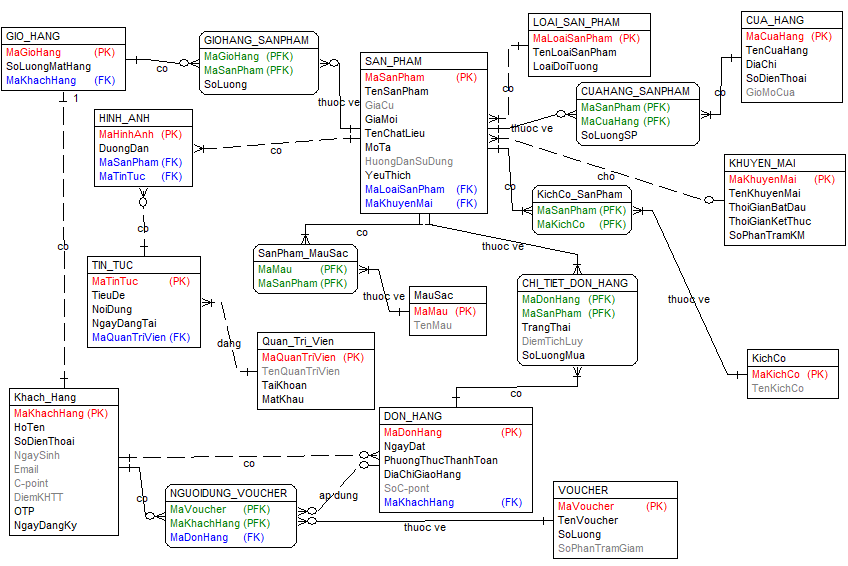 GIO_HANG
MaGioHang (PK)
SoLuongMatHang
MaKhachHang (FK)
co
GIOHANG_SANPHAM
MaGioHang (PFK)
MaSanPham (PFK)
SoLuong
thuoc ve
SAN_PHAM
MaSanPham (PK)
TenSanPham
GiaCu
GiaMoi
TenChatLieu
MoTa
HuongDanSuDung
YeuThich
MaLoaiSanPham (FK)
MaKhuyenMai (FK)
LOAI_SAN_PHAM
MaLoaiSanPham (PK)
TenLoaiSanPham
LoaiDoiTuong
co
CUA_HANG
MaCuaHang (PK)
TenCuaHang
DiaChi
SoDienThoai
GioMoCua
co
CUAHANG_SANPHAM
MaSanPham (PFK)
MaCuaHang (PFK)
SoLuongSP
thuoc ve
1
HINH_ANH
MaHinhAnh (PK)
DuongDan
MaSanPham (FK)
MaTinTuc (FK)
co
KHUYEN_MAI
MaKhuyenMai (PK)
TenKhuyenMai
ThoiGianBatDau
ThoiGianKetThuc
SoPhanTramKM
cho
co
KichCo_SanPham
MaSanPham (PFK)
MaKichCo (PFK)
thuoc ve
co
co
TIN_TUC
MaTinTuc (PK)
TieuDe
NoiDung
NgayDangTai
MaQuanTriVien (FK)
dang
co
SanPham_MauSac
MaMau (PFK)
MaSanPham (PFK)
thuoc ve
thuoc ve
MauSac
MaMau (PK)
TenMau
CHI_TIET_DON_HANG
MaDonHang (PFK)
MaSanPham (PFK)
TrangThai
DiemTichLuy
SoLuongMua
Quan_Tri_Vien
MaQuanTriVien (PK)
TenQuanTriVien
TaiKhoan
MatKhau
KichCo
MaKichCo (PK)
TenKichCo
Khach_Hang
MaKhachHang (PK)
HoTen
SoDienThoai
NgaySinh
Email
C-point
DiemKHTT
OTP
NgayDangKy
co
co
co
DON_HANG
MaDonHang (PK)
NgayDat
PhuongThucThanhToan
DiaChiGiaoHang
SoC-pont
MaKhachHang (FK)
ap dung
NGUOIDUNG_VOUCHER
MaVoucher (PFK)
MaKhachHang (PFK)
MaDonHang (FK)
thuoc ve
VOUCHER
MaVoucher (PK)
TenVoucher
SoLuong
SoPhanTramGiam